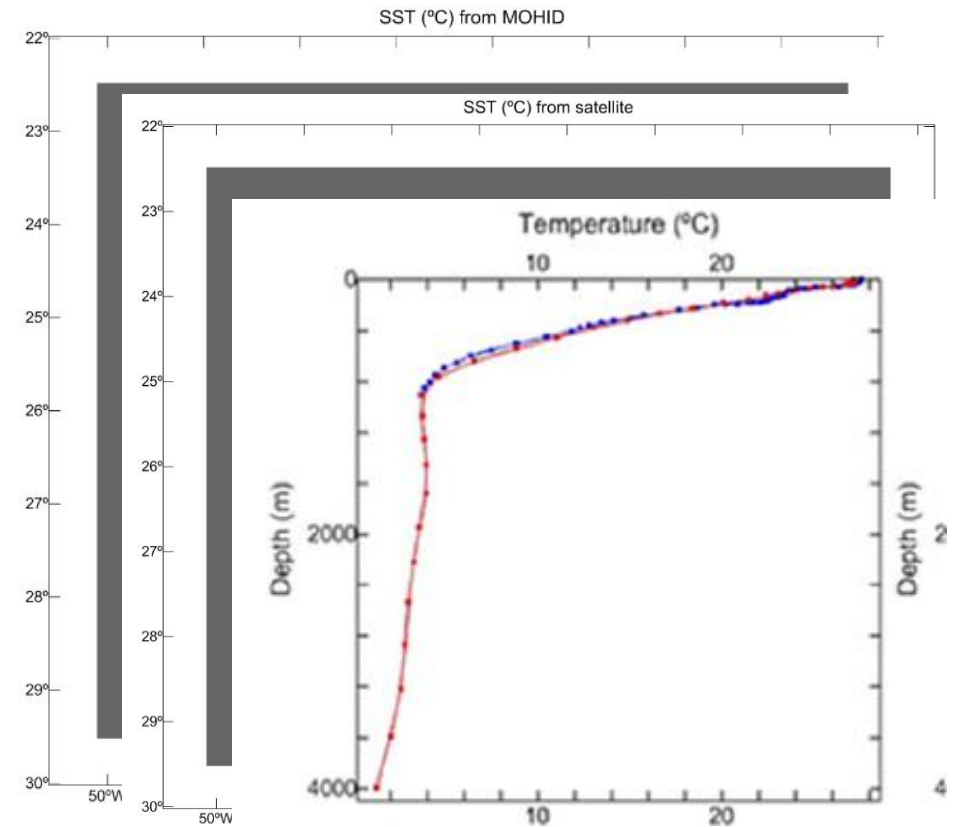 SST (ºC) from MOHID
22º
23º
24º
25º
26º
27º
28º
29º
30º
50ºW
SST (ºC) from satellite
22º
23º
24º
25º
26º
27º
28º
29º
30º
50ºW
Temperature (ºC)
10 20
0
2000
4000
Depth (m)
10 20
Depth (m)
2
4